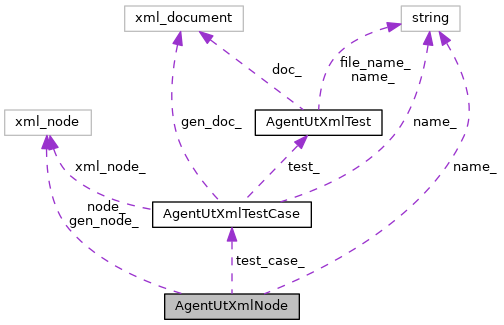 xml_document
string
doc_
file_name_
name_
xml_node
gen_doc_
AgentUtXmlTest
name_
xml_node_
test_
name_
node_
gen_node_
AgentUtXmlTestCase
test_case_
AgentUtXmlNode